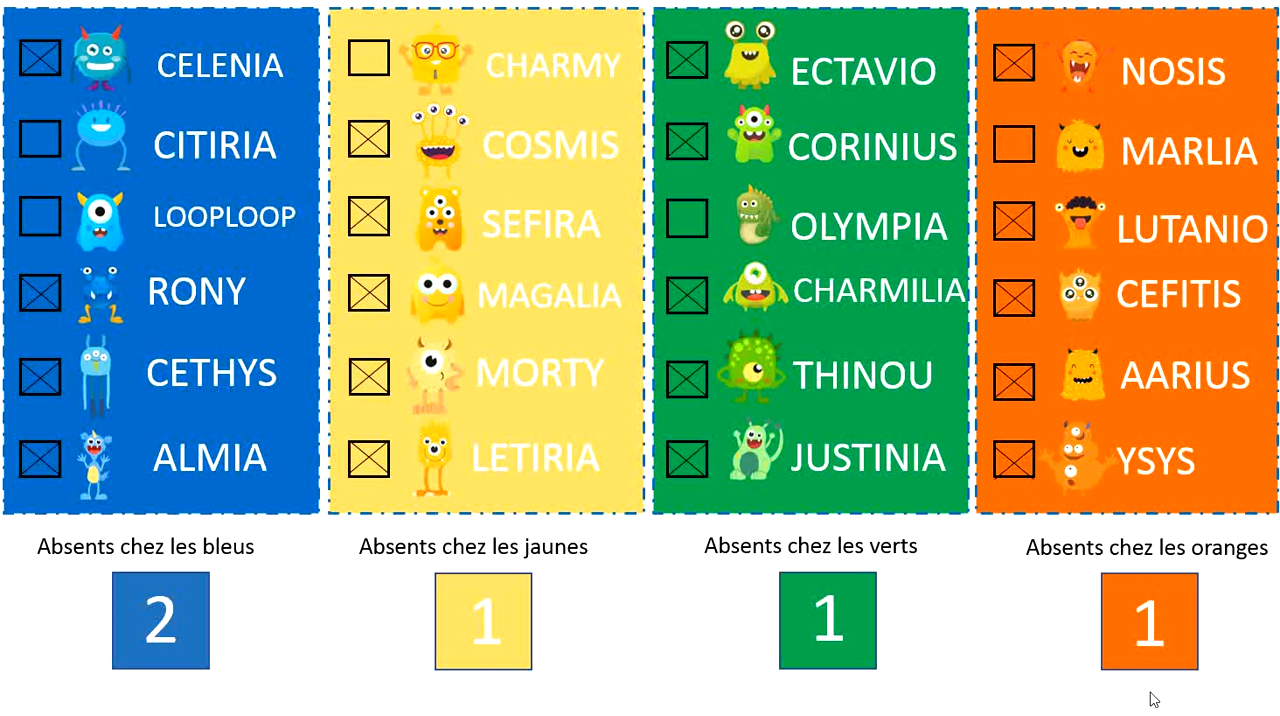 CELENIA
CITIRIA
LOOPLOOP
RONY
CETHYS
ALMIA
CHARMY
COSMIS
SEFIRA
MAGALIA
MORTY
LETIRIA
ECTAVIO
CORINIUS
OLYMPIA
CHARMILIA
THINOU
JUSTINIA
NOSIS
MARLIA
LUTANIO
CEFITIS
AARIUS
YSYS
Absents chez les bleus
2
Absents chez les jaunes
1
Absents chez les verts
1
Absents chez les oranges
1